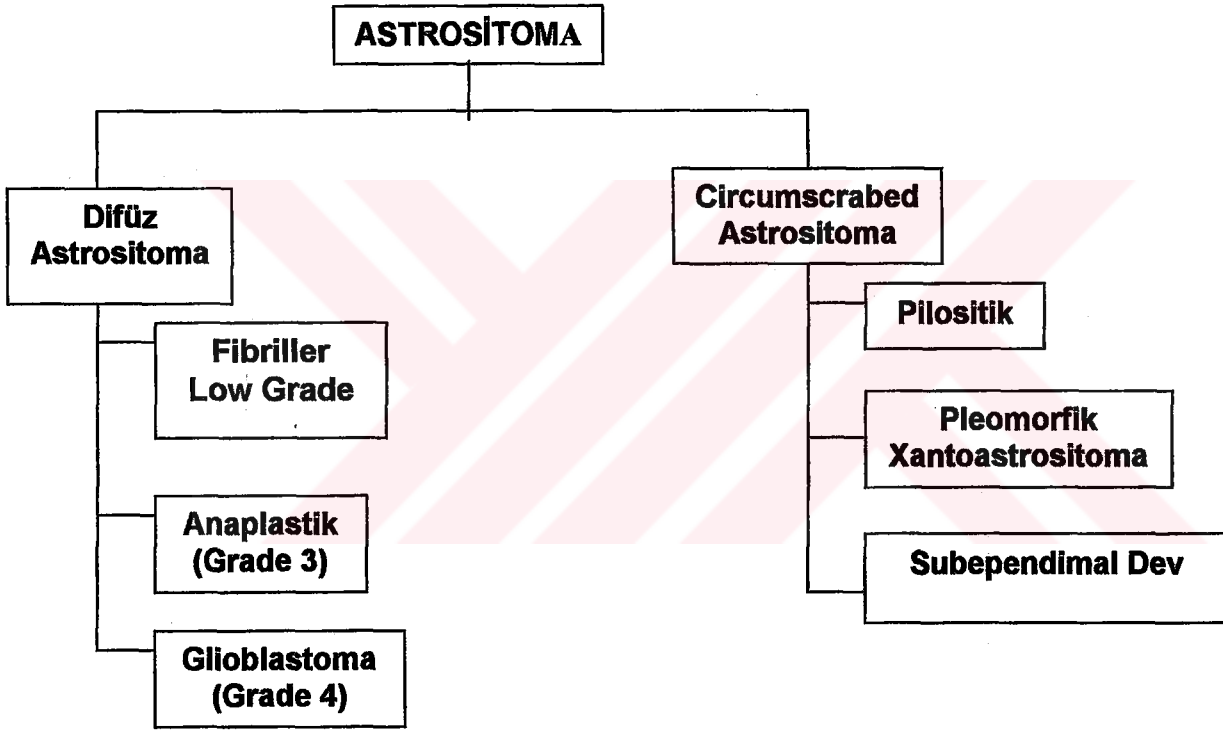 ASTROSİTOMA
Difüz
Astrositoma
Fibriller
Low Grade
Anaplastik
(Grade 3)
Glioblastoma
(Grade 4)
Circumscrabed
Astrositoma
Pilositik
Pleomorfik
Xantoastrositoma
Subependimal Dev